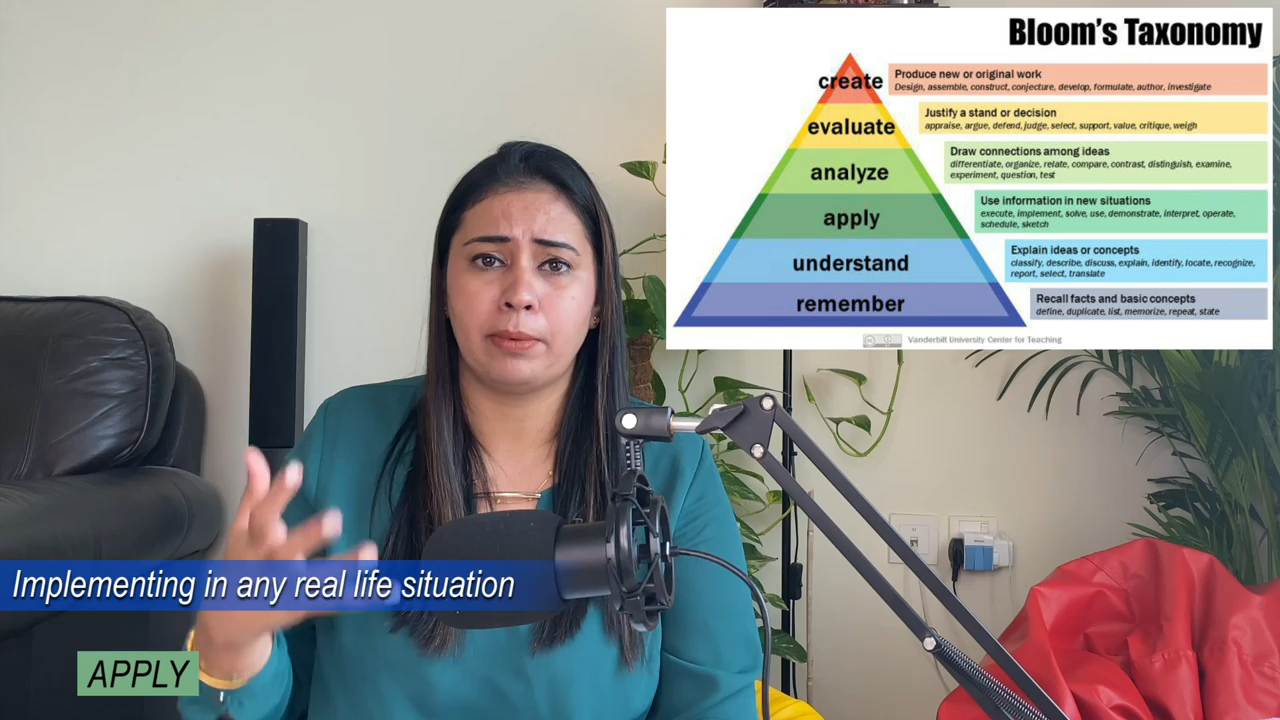 Bloom's Taxonomy
create
Produce new or original work
Design, assemble, construct, conjecture, develop, formulate, author, investigate
evaluate
Justify a stand or decision
appraise, argue, defend, judge, select, support, value, critique, weigh
analyze
Draw connections among ideas
differentiate, organize, relate, compare, contrast, distinguish, examine,
experiment, question, test
apply
Use information in new situations
execute, implement, solve, use, demonstrate, interpret, operate,
schedule, sketch
understand
Explain ideas or concepts
classify, describe, discuss, explain, identify, locate, recognize,
report, select, translate
remember
Recall facts and basic concepts
define, duplicate, list, memorize, repeat, state
Vanderbilt University Center for Teaching
Implementing in any real life situation
APPLY